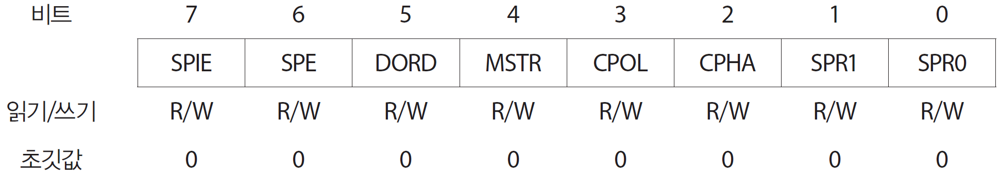 비트 7 6 5 4 3 2 1 0
SPIE SPE DORD MSTR CPOL CPHA SPR1 SPR0
읽기/쓰기 R/W R/W R/W R/W R/W R/W R/W R/W
초깃값 0 0 0 0 0 0 0 0